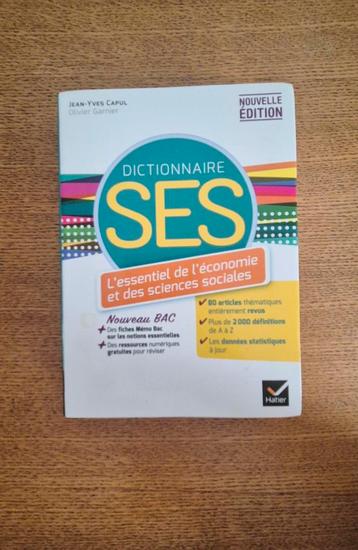 JEAN-YVES CAPUL
Olivier Garnier
NOUVELLE
ÉDITION
DICTIONNAIRE
SES
L'essentiel de l'économie
et des sciences sociales
Nouveau BAC
+ Des fiches Mémo Bac
sur les notions essentielles
+ Des ressources numériques
gratuites pour réviser
80 articles thématiques
entièrement revus
Plus de 2 000 définitions
de A à Z
Les données statistiques
à jour
Hatier